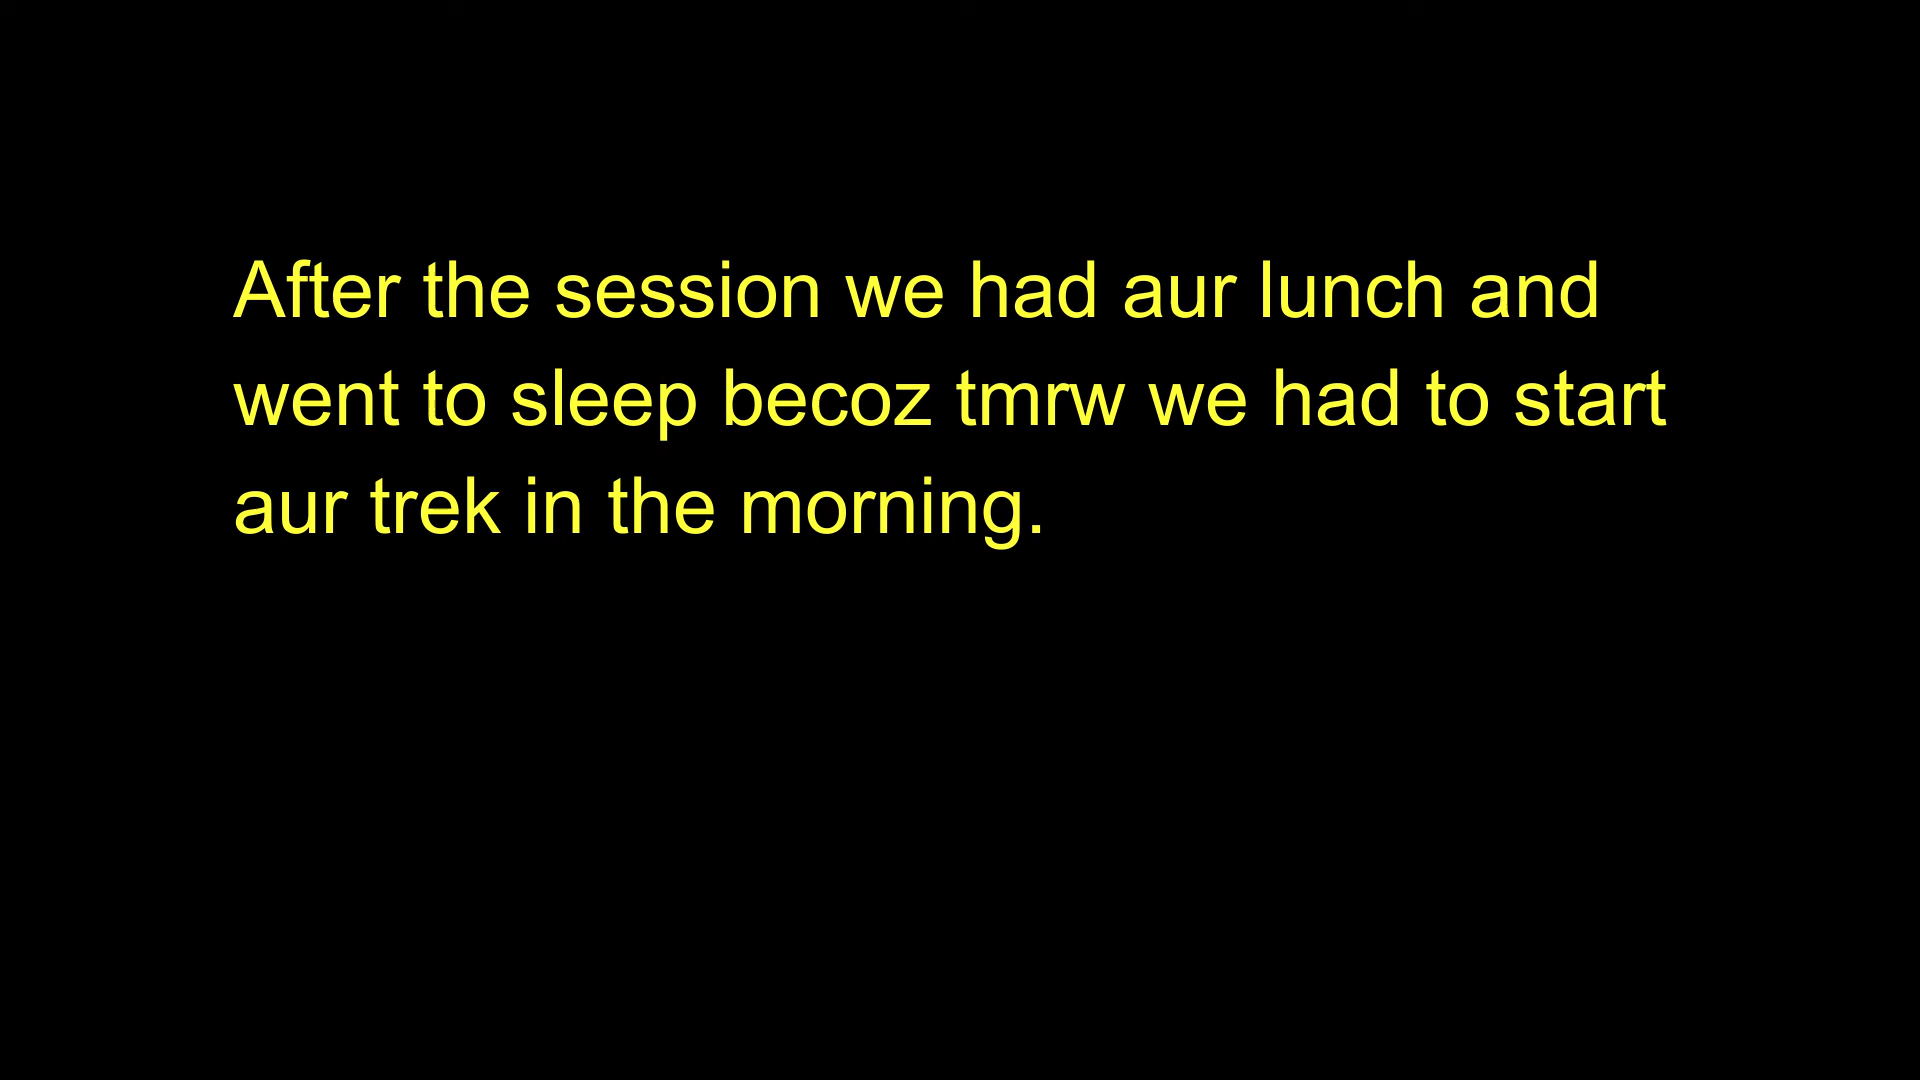 After the session we had aur lunch and
went to sleep becoz tmrw we had to start
aur trek in the morning.